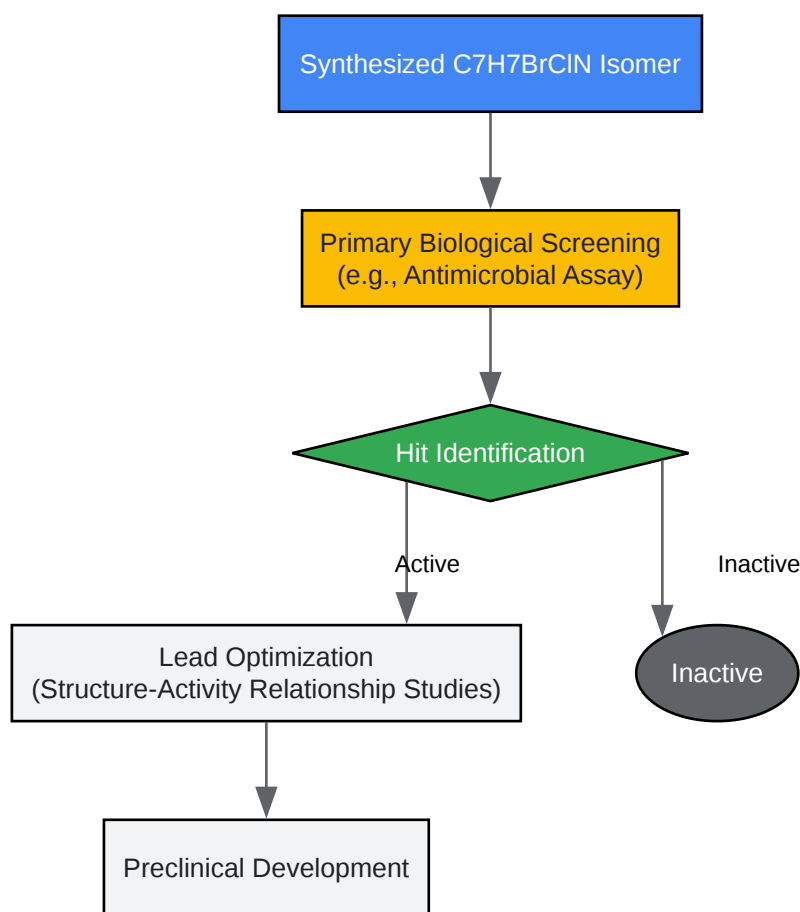 Synthesized C7H7BrClN Isomer
Primary Biological Screening
(e.g., Antimicrobial Assay)
Hit Identification
Active
Inactive
Lead Optimization
(Structure-Activity Relationship Studies)
Inactive
Preclinical Development